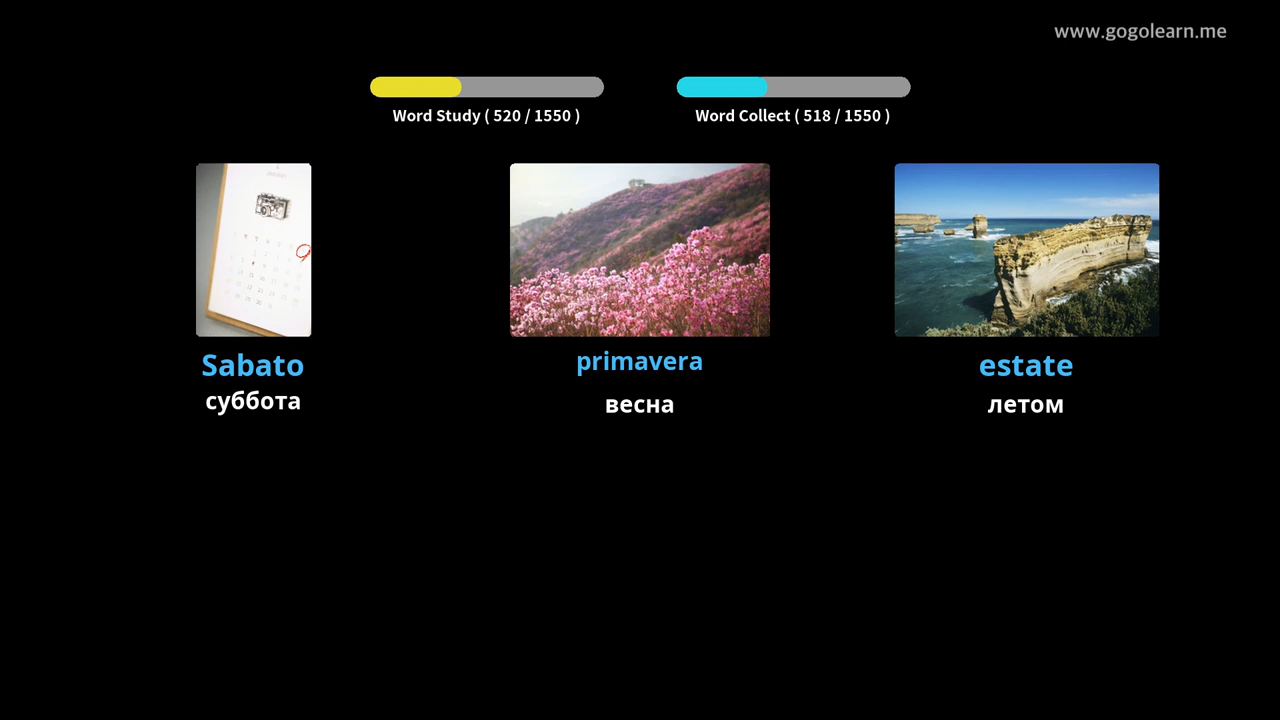 www.gogolearn.me
Word Study ( 520 / 1550 )
Word Collect ( 518 / 1550 )
Sabato
суббота
primavera
весна
estate
летом